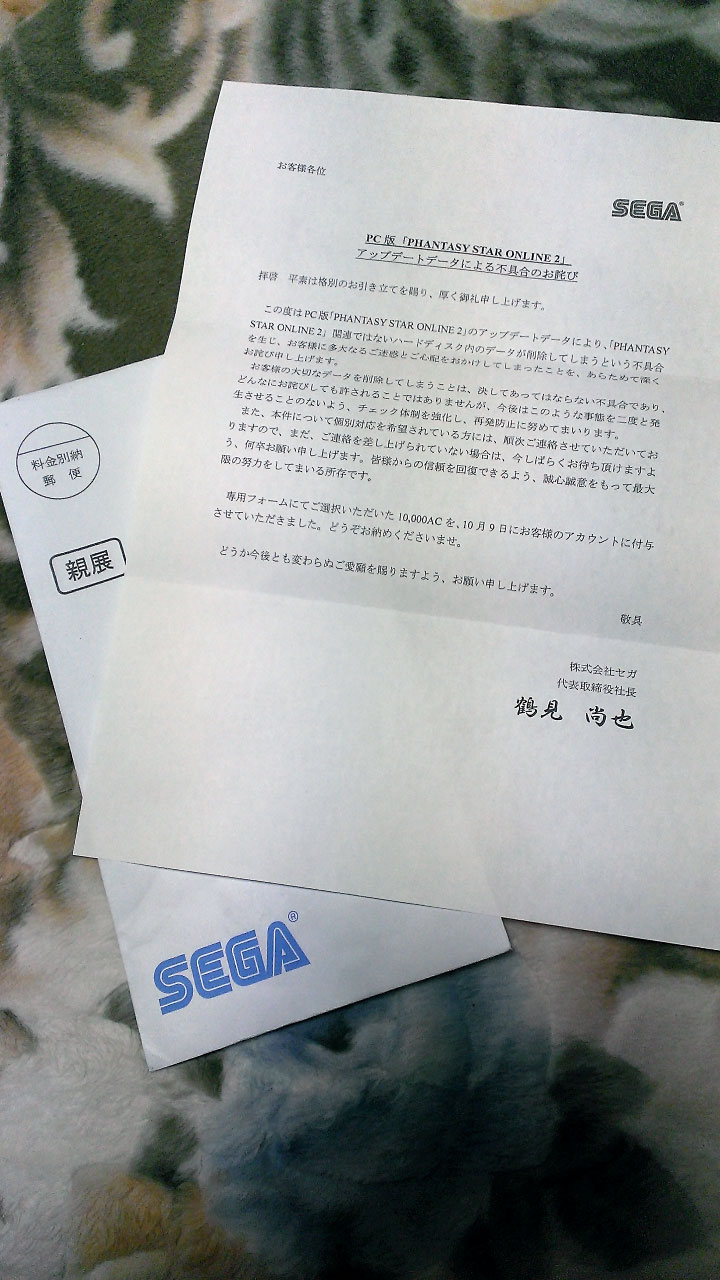 お客様各位
SEGA®
PC版「PHANTASY STAR ONLINE 2」
アップデートデータによる不具合のお詫び
拝啓　平素は格別のお引き立てを賜り、厚く御礼申し上げます。
この度はPC版「PHANTASY STAR ONLINE 2」のアップデートデータにより、「PHANTASY
STAR ONLINE 2」関連ではないハードディスク内のデータが削除してしまうという不具合
を生じ、お客様に多大なるご迷惑とご心配をおかけしてしまったことを、あらためて深く
お詫び申し上げます。
お客様の大切なデータを削除してしまうことは、決してあってはならない不具合であり、
どんなにお詫びしても許されることではありませんが、今後はこのような事態を二度と発
生させることのないよう、チェック体制を強化し、再発防止に努めてまいります。
また、本件について個別対応を希望されている方には、順次ご連絡させていただいてお
りますので、まだ、ご連絡を差し上げられていない場合は、今しばらくお待ち頂けますよ
う、何卒お願い申し上げます。皆様からの信頼を回復できるよう、誠心誠意をもって最大
限の努力をしてまいる所存です。
専用フォームにてご選択いただいた10,000ACを、10月9日にお客様のアカウントに付与
させていただきました。どうぞお納めくださいませ。
どうか今後とも変わらぬご愛顧を賜りますよう、お願い申し上げます。
敬具
株式会社セガ
代表取締役社長
鶴見　尚也
料金別納
郵　便
親展
SEGA®